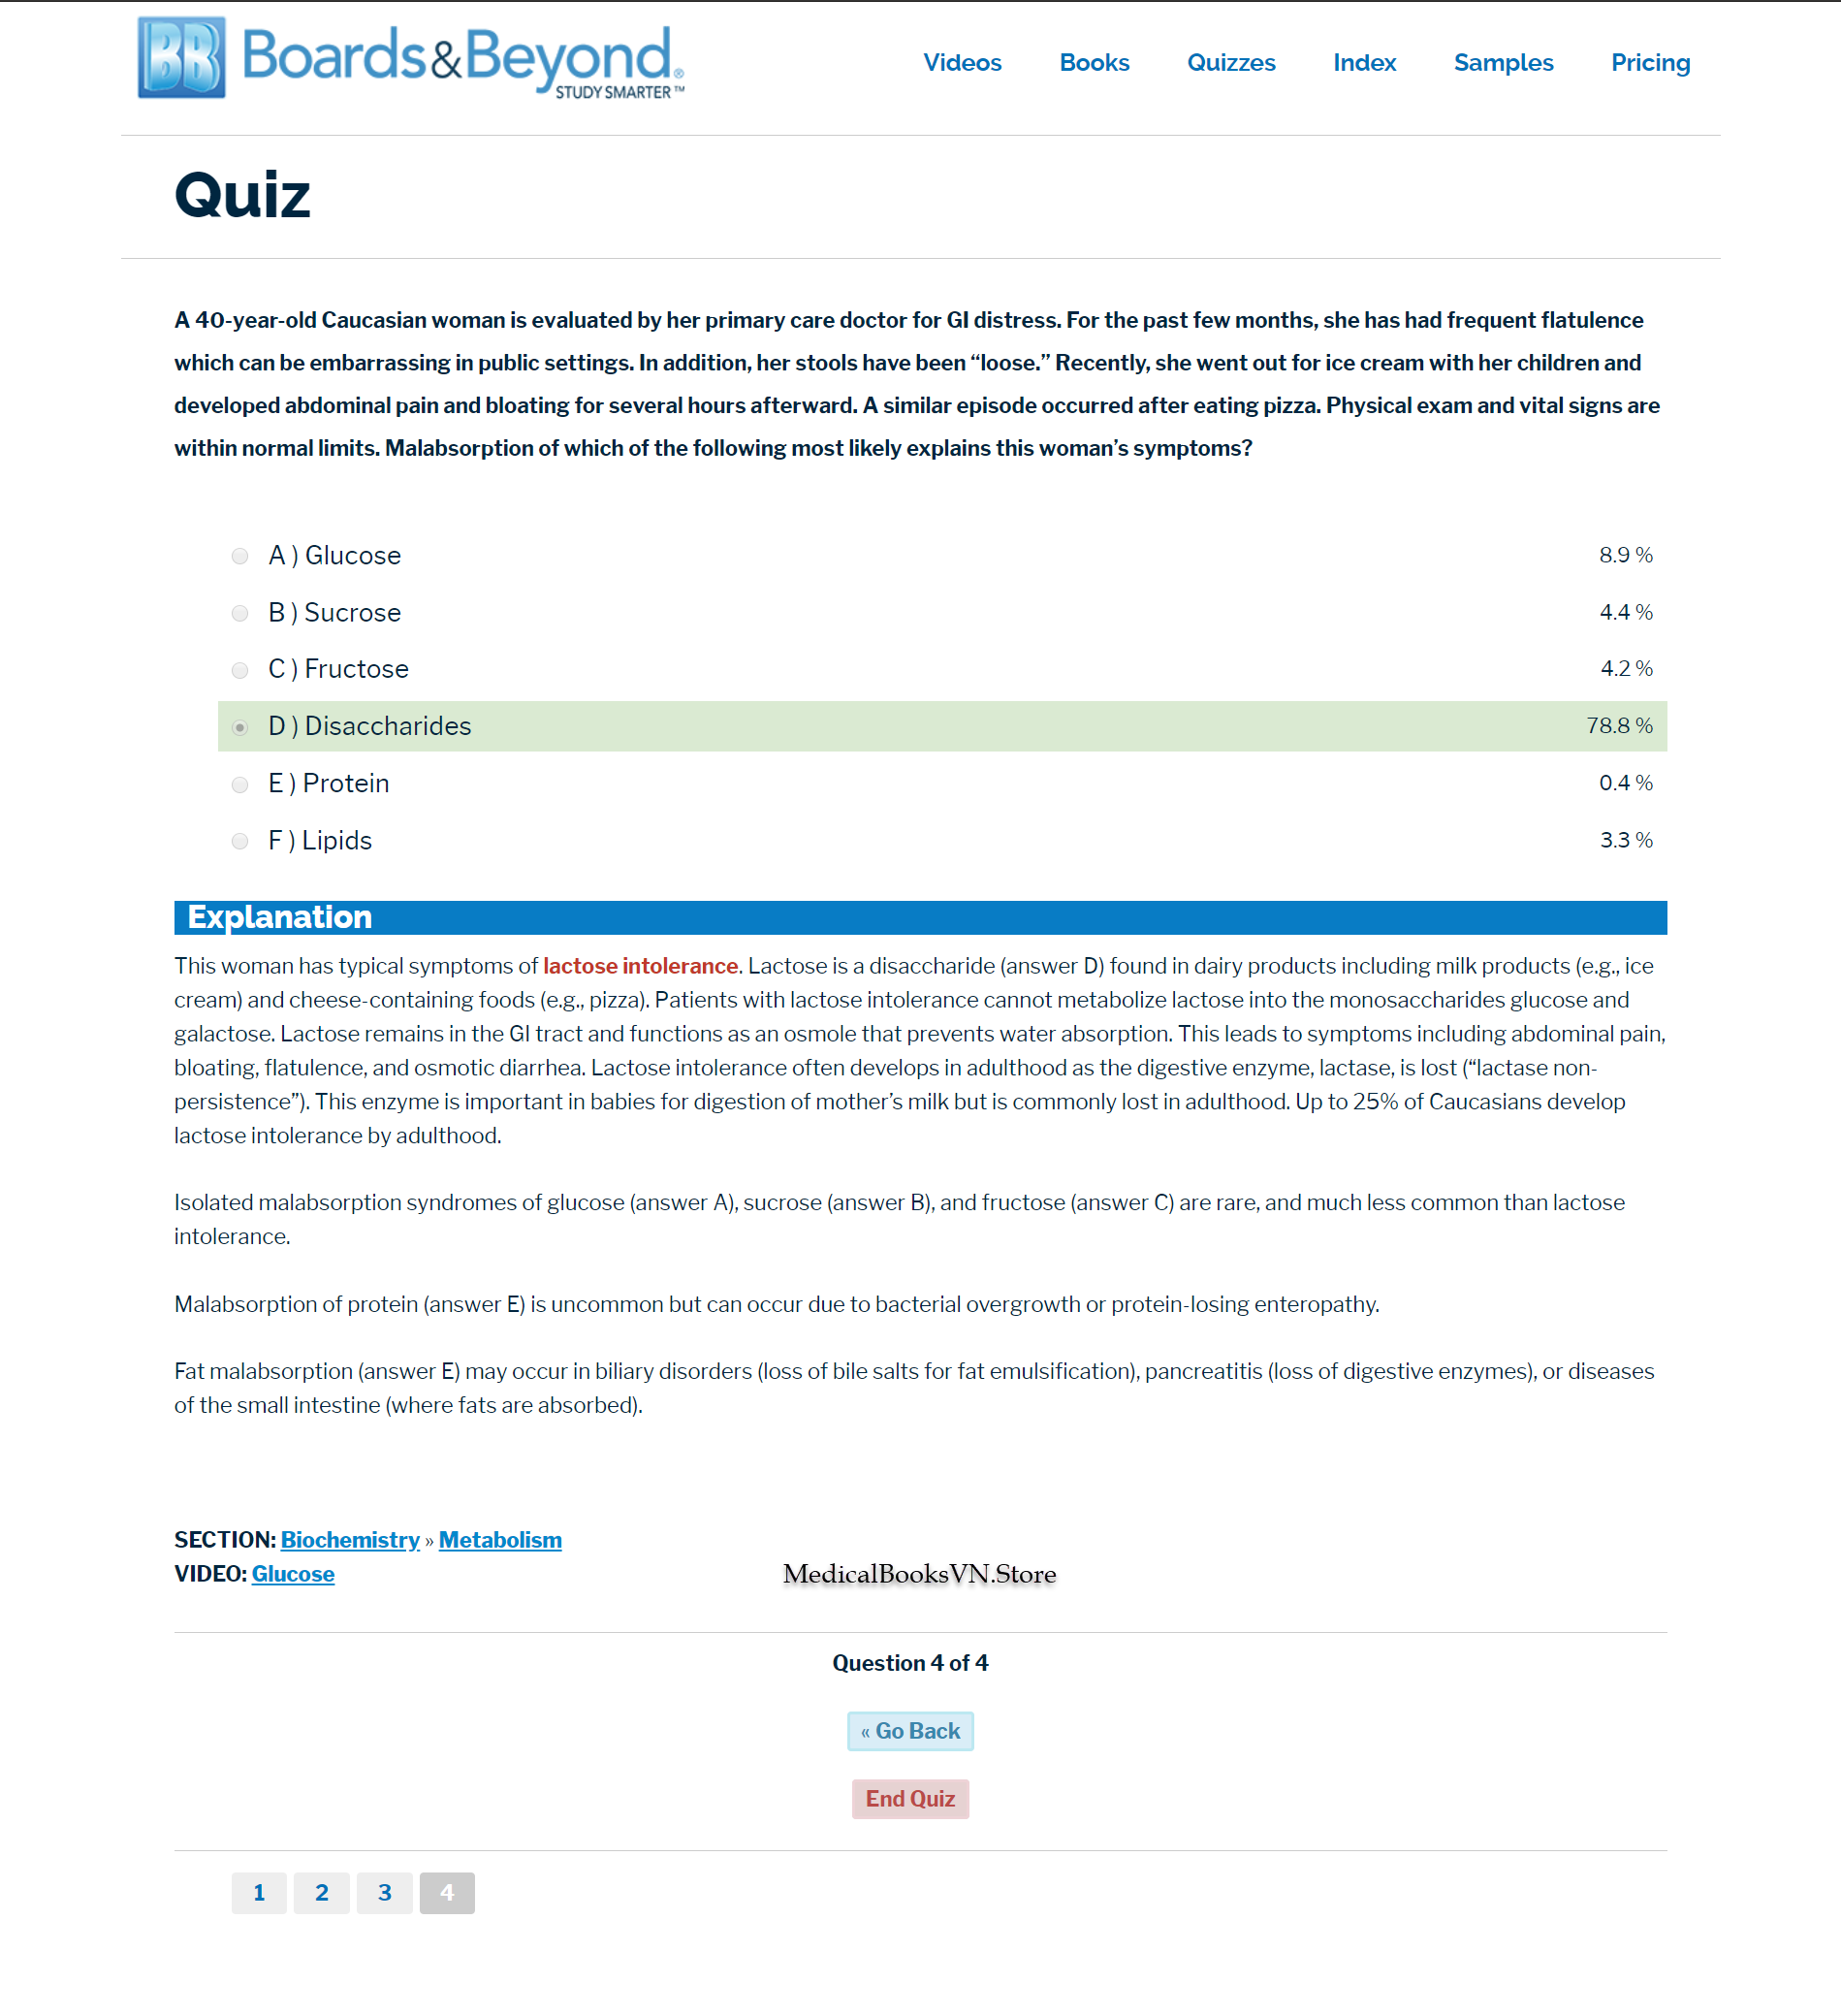 BB Boards&Beyond®
STUDY SMARTER™
Videos Books Quizzes Index Samples Pricing
Quiz
A 40-year-old Caucasian woman is evaluated by her primary care doctor for GI distress. For the past few months, she has had frequent flatulence
which can be embarrassing in public settings. In addition, her stools have been “loose.” Recently, she went out for ice cream with her children and
developed abdominal pain and bloating for several hours afterward. A similar episode occurred after eating pizza. Physical exam and vital signs are
within normal limits. Malabsorption of which of the following most likely explains this woman’s symptoms?
A ) Glucose 8.9 %
B ) Sucrose 4.4 %
C ) Fructose 4.2 %
D ) Disaccharides 78.8 %
E ) Protein 0.4 %
F ) Lipids 3.3 %
Explanation
This woman has typical symptoms of lactose intolerance. Lactose is a disaccharide (answer D) found in dairy products including milk products (e.g., ice
cream) and cheese-containing foods (e.g., pizza). Patients with lactose intolerance cannot metabolize lactose into the monosaccharides glucose and
galactose. Lactose remains in the GI tract and functions as an osmole that prevents water absorption. This leads to symptoms including abdominal pain,
bloating, flatulence, and osmotic diarrhea. Lactose intolerance often develops in adulthood as the digestive enzyme, lactase, is lost (“lactase non-
persistence”). This enzyme is important in babies for digestion of mother’s milk but is commonly lost in adulthood. Up to 25% of Caucasians develop
lactose intolerance by adulthood.
Isolated malabsorption syndromes of glucose (answer A), sucrose (answer B), and fructose (answer C) are rare, and much less common than lactose
intolerance.
Malabsorption of protein (answer E) is uncommon but can occur due to bacterial overgrowth or protein-losing enteropathy.
Fat malabsorption (answer E) may occur in biliary disorders (loss of bile salts for fat emulsification), pancreatitis (loss of digestive enzymes), or diseases
of the small intestine (where fats are absorbed).
SECTION: Biochemistry » Metabolism
VIDEO: Glucose
MedicalBooksVN.Store
Question 4 of 4
« Go Back
End Quiz
1 2 3 4